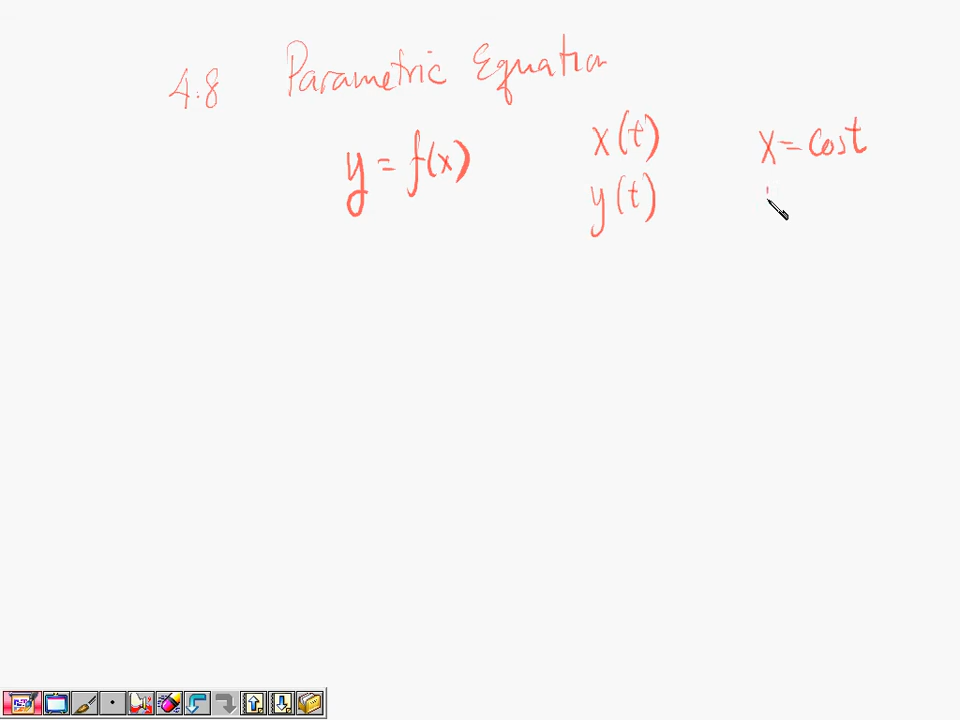 4.8 Parametric Equation
y = f(x)
x(t)
y(t)
x = cost